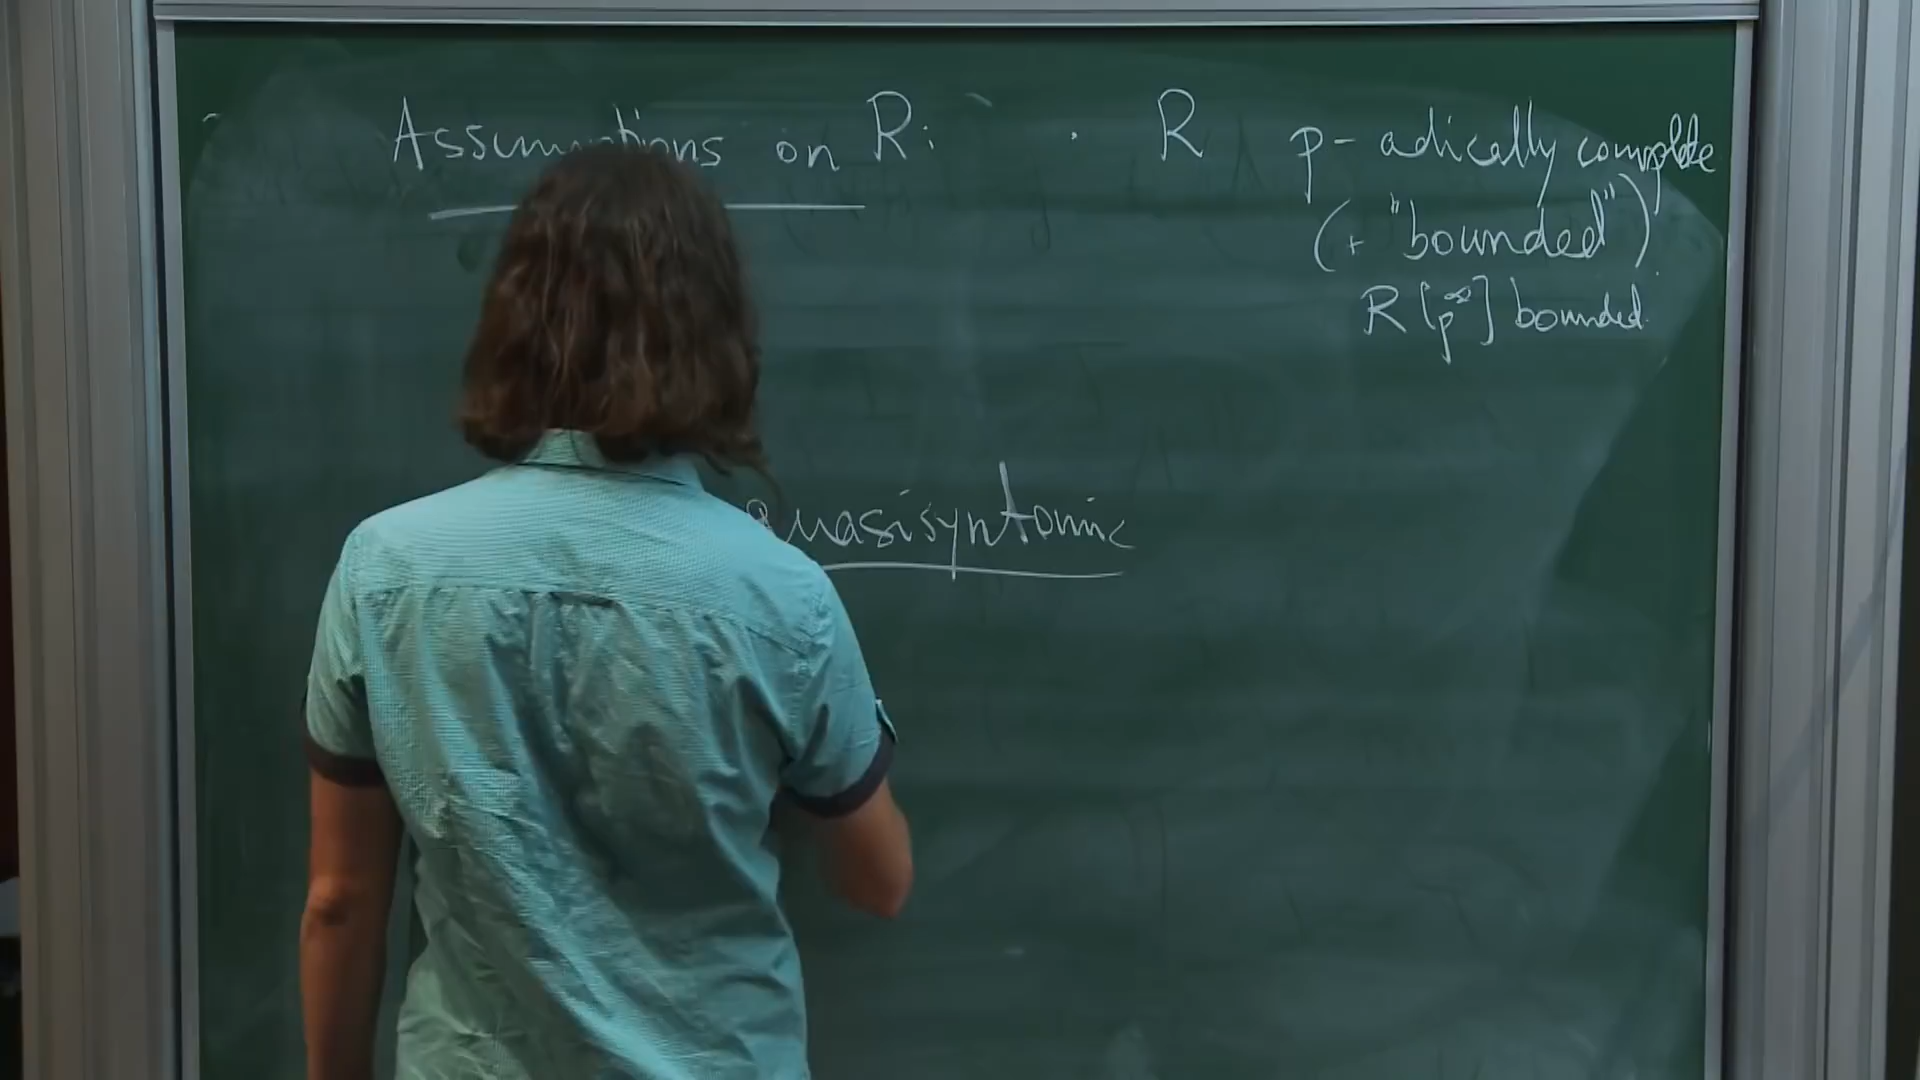 Assumptions on R: · R p-adically complete
(+ "bounded")
R[p^∞] bounded.
quasisyntomic